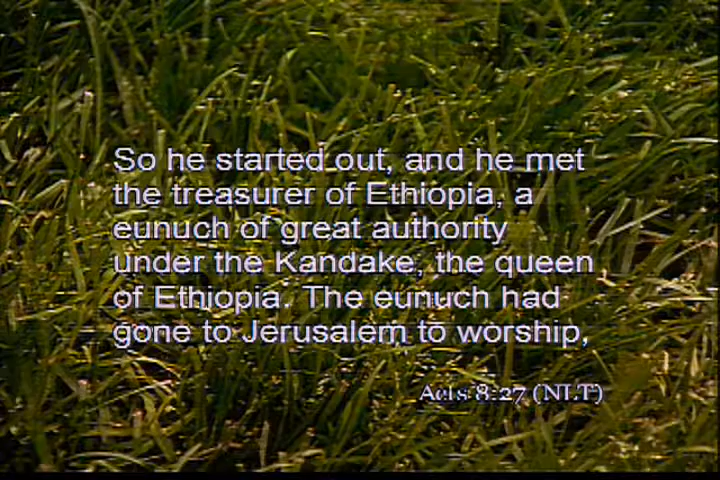 So he started out, and he met
the treasurer of Ethiopia, a
eunuch of great authority
under the Kandake, the queen
of Ethiopia. The eunuch had
gone to Jerusalem to worship,
Acts 8:27 (NLT)